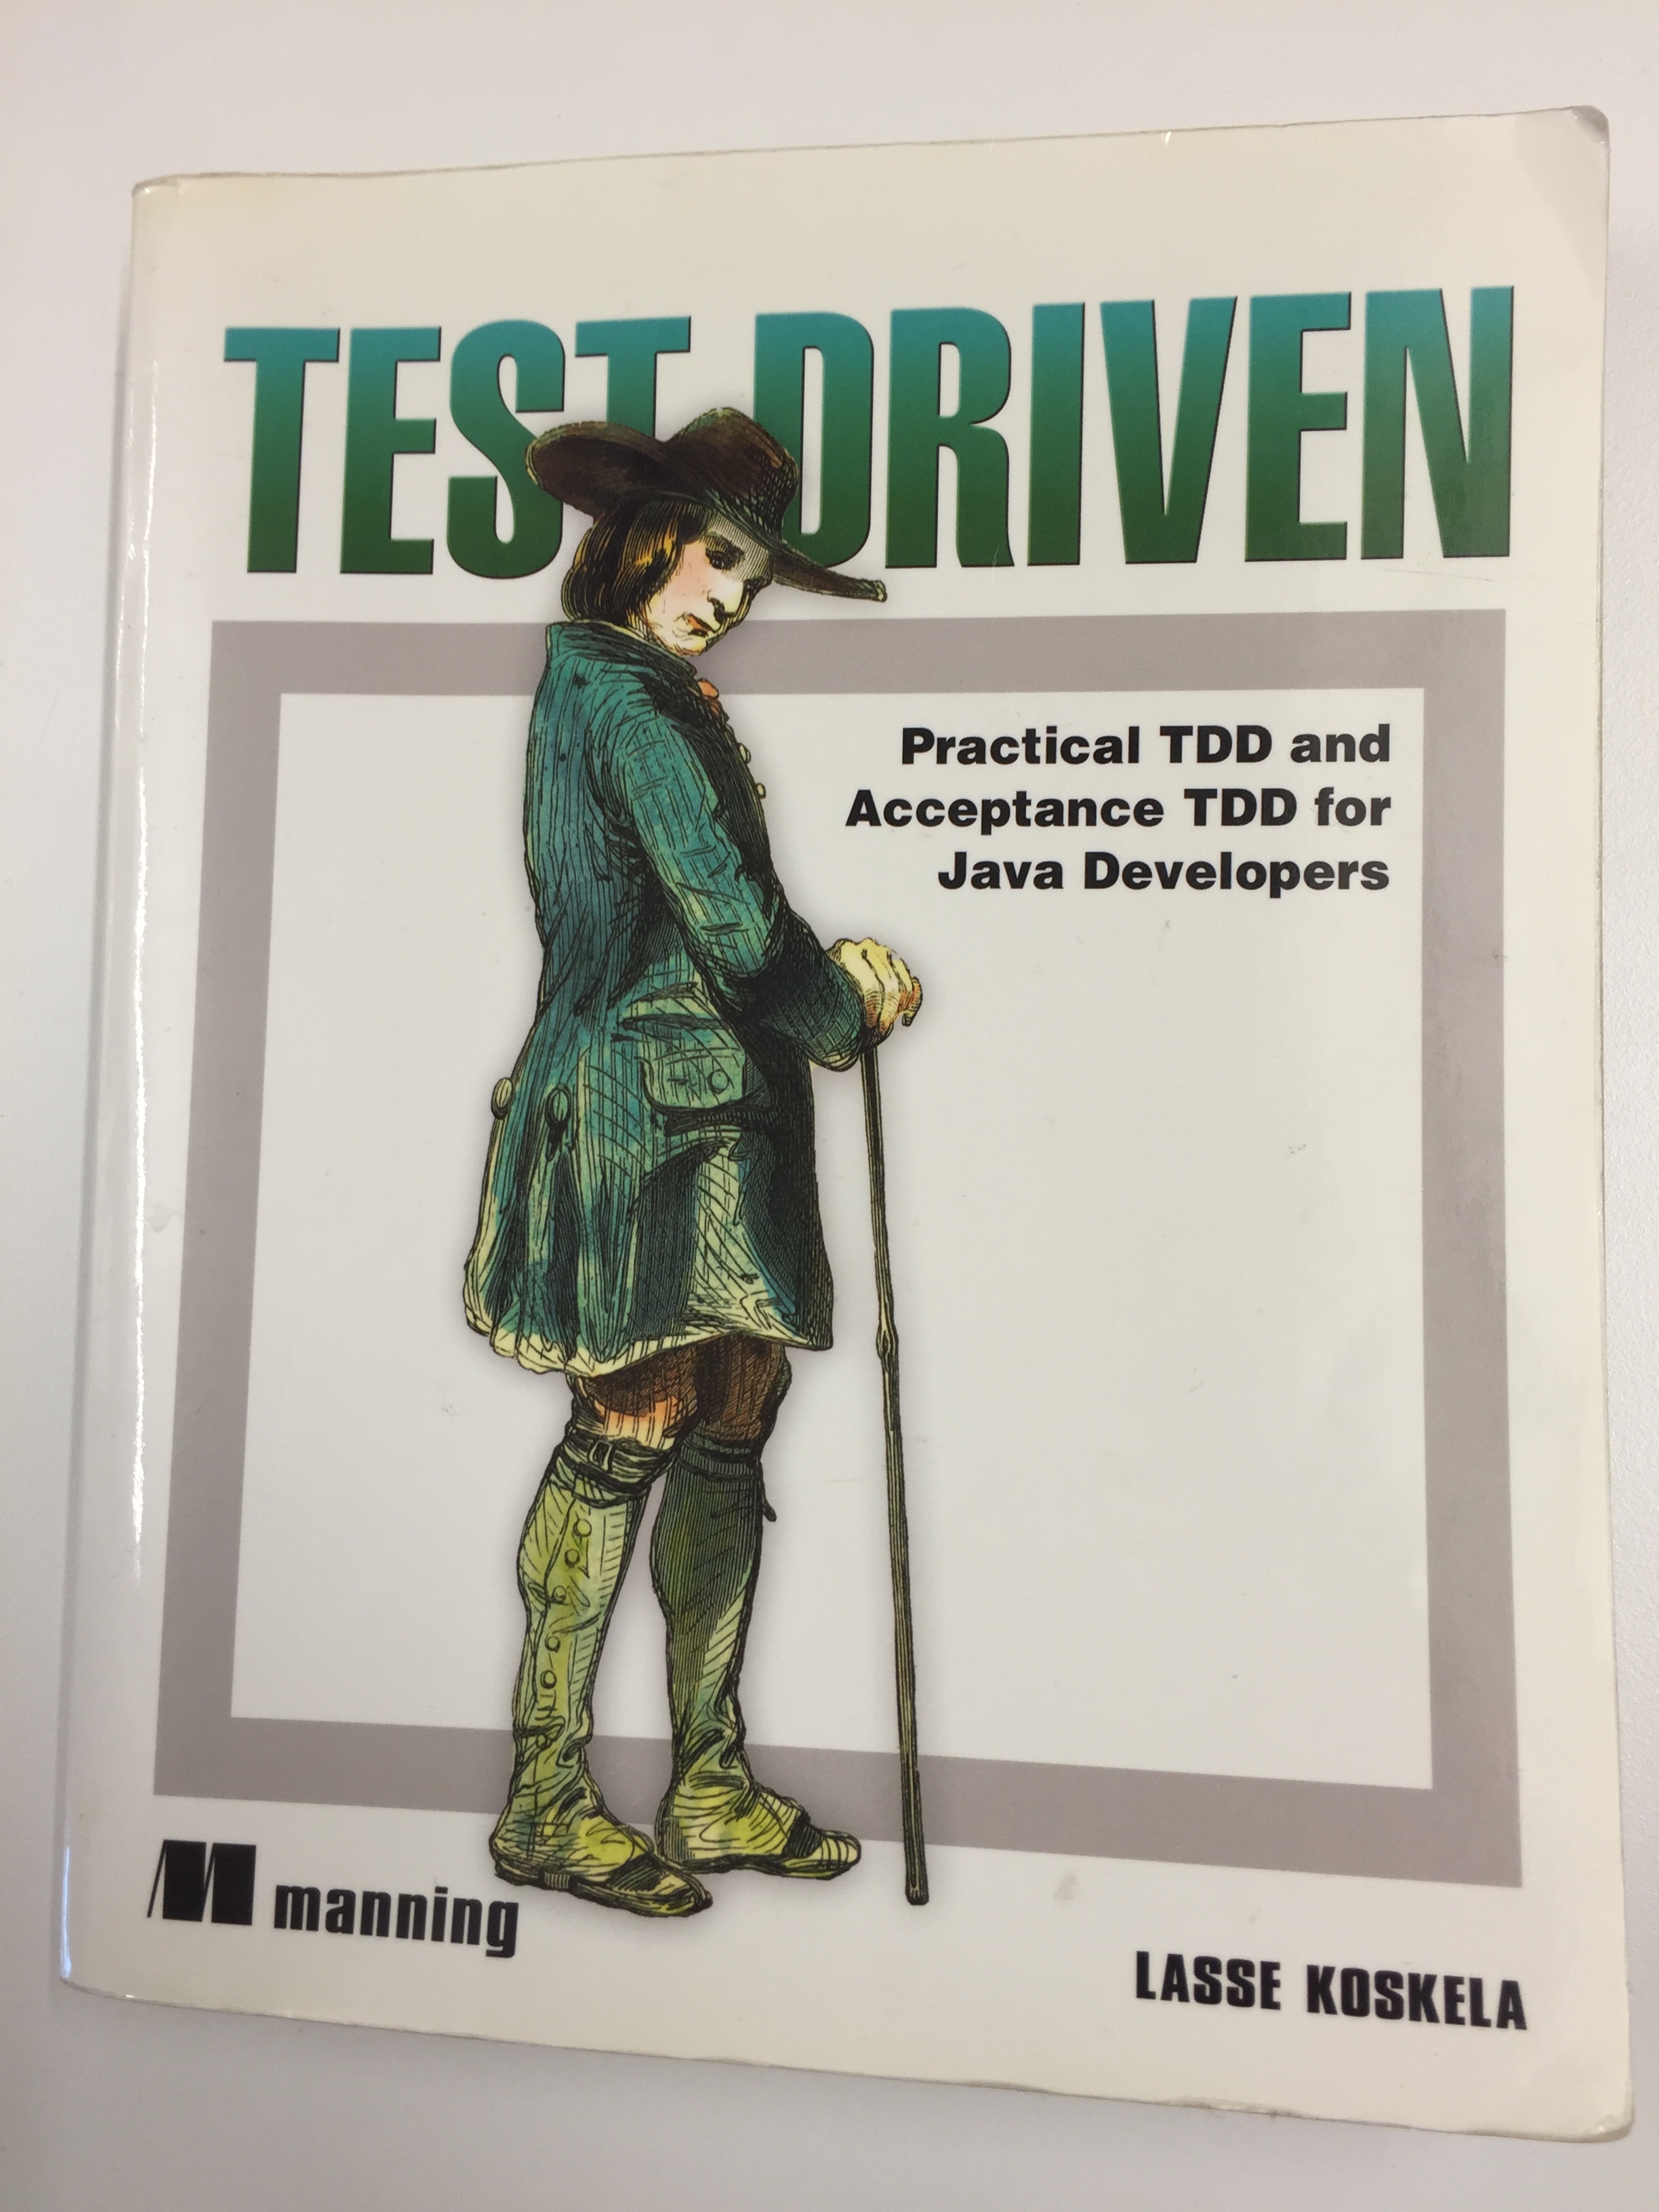 TEST DRIVEN
Practical TDD and
Acceptance TDD for
Java Developers
manning
LASSE KOSKELA